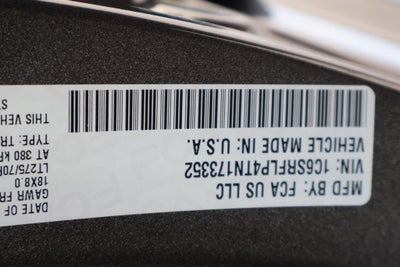 MFD BY: FCA US LLC
VIN: 1C6SRFLP4TN173352
VEHICLE MADE IN: U.S.A.
DATE OF
GAWR FR
18X8.0
LT275/70R
AT 380 KP
TYPE: TR
THIS VEHI